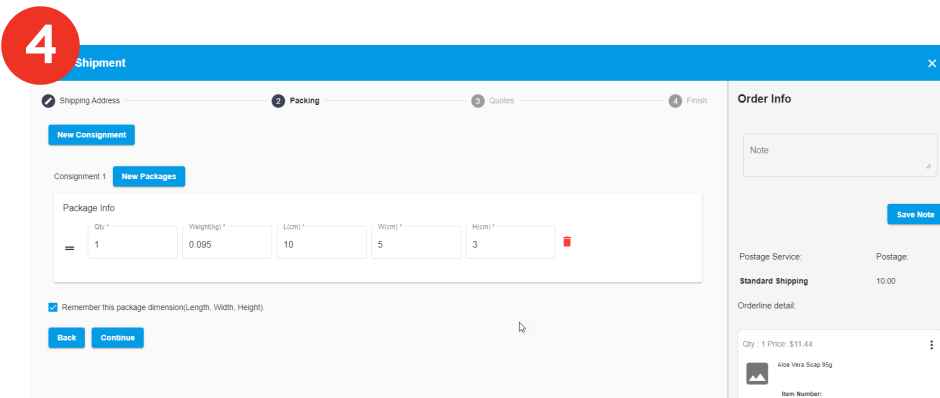 4
Shipment
Shipping Address
2 Packing
3 Quotes
4 Finish
New Consignment
Consignment 1
New Packages
Package Info
Qty *
1
Weight(kg) *
0.095
L(cm) *
10
W(cm) *
5
H(cm) *
3
Remember this package dimension(Length, Width, Height).
Back
Continue
Order Info
Note
Save Note
Postage Service: Postage:
Standard Shipping 10.00
Orderline detail:
Qty : 1 Price: $11.44
Aloe Vera Soap 95g
Item Number: